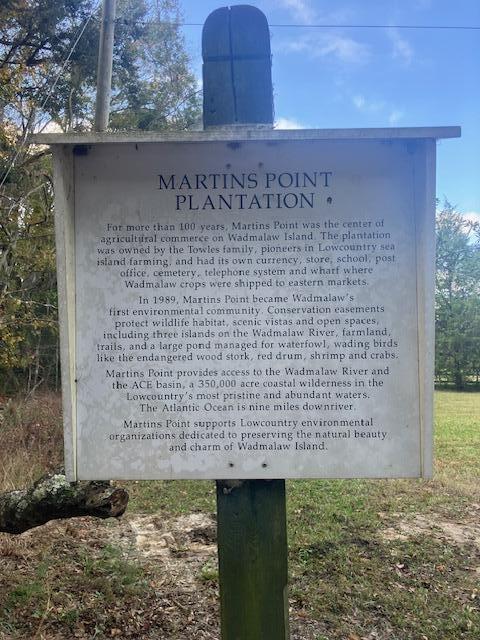 MARTINS POINT
PLANTATION
For more than 100 years, Martins Point was the center of
agricultural commerce on Wadmalaw Island. The plantation
was owned by the Towles family, pioneers in Lowcountry sea
island farming, and had its own currency, store, school, post
office, cemetery, telephone system and wharf where
Wadmalaw crops were shipped to eastern markets.
In 1989, Martins Point became Wadmalaw's
first environmental community. Conservation easements
protect wildlife habitat, scenic vistas and open spaces,
including three islands on the Wadmalaw River, farmland,
trails, and a large pond managed for waterfowl, wading birds
like the endangered wood stork, red drum, shrimp and crabs.
Martins Point provides access to the Wadmalaw River and
the ACE basin, a 350,000 acre coastal wilderness in the
Lowcountry's most pristine and abundant waters.
The Atlantic Ocean is nine miles downriver.
Martins Point supports Lowcountry environmental
organizations dedicated to preserving the natural beauty
and charm of Wadmalaw Island.